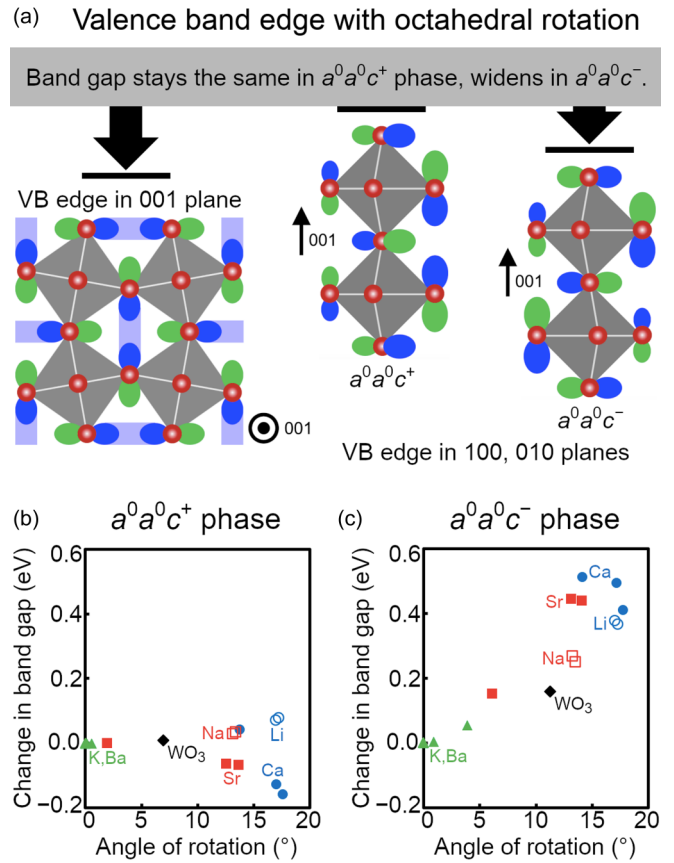 (a) Valence band edge with octahedral rotation
Band gap stays the same in a⁰a⁰c⁺ phase, widens in a⁰a⁰c⁻.
VB edge in 001 plane
001
001
001
a⁰a⁰c⁺
a⁰a⁰c⁻
VB edge in 100, 010 planes
(b) a⁰a⁰c⁺ phase
Change in band gap (eV)
0.6
0.4
0.2
0.0
−0.2
K,Ba
WO₃
Na
Sr
Li
Ca
0 5 10 15 20
Angle of rotation (°)
(c) a⁰a⁰c⁻ phase
Change in band gap (eV)
0.6
0.4
0.2
0.0
−0.2
Ca
Sr
Li
Na
WO₃
K,Ba
0 5 10 15 20
Angle of rotation (°)